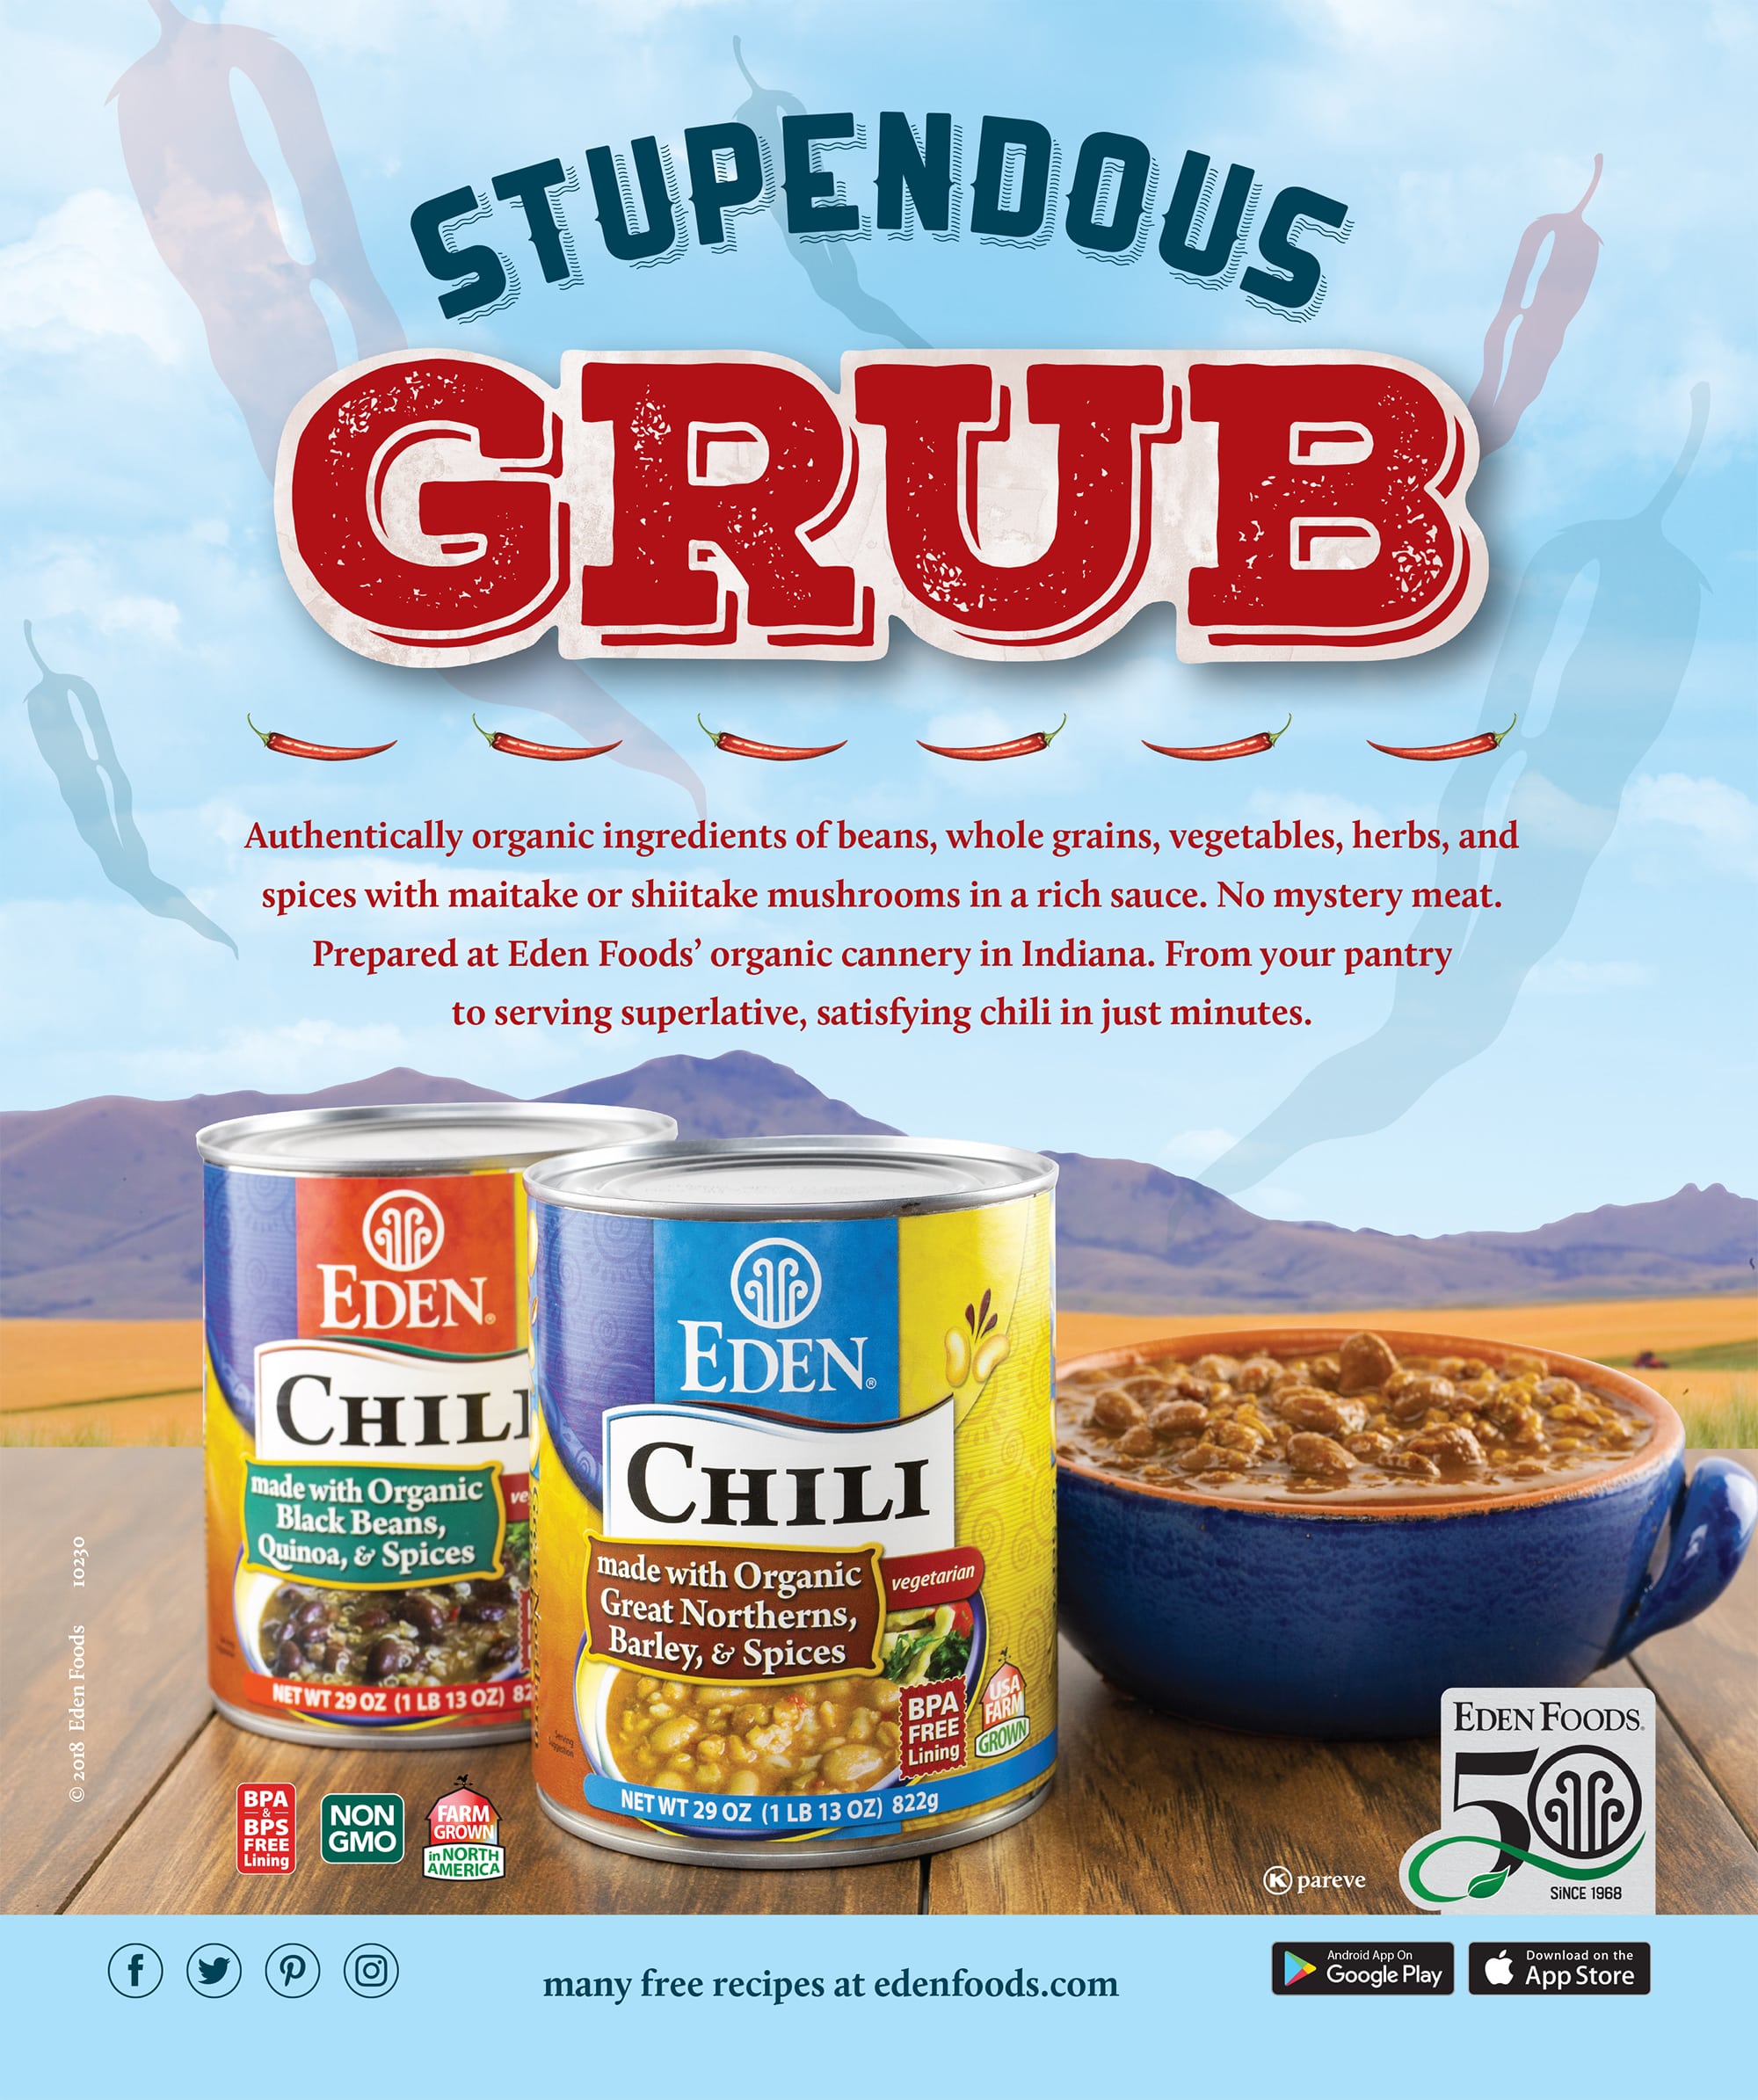 STUPENDOUS
GRUB
Authentically organic ingredients of beans, whole grains, vegetables, herbs, and
spices with maitake or shiitake mushrooms in a rich sauce. No mystery meat.
Prepared at Eden Foods’ organic cannery in Indiana. From your pantry
to serving superlative, satisfying chili in just minutes.
EDEN®
CHILI
made with Organic
Black Beans,
Quinoa, & Spices
NET WT 29 OZ (1 LB 13 OZ) 82
EDEN®
CHILI
made with Organic
Great Northerns,
Barley, & Spices
vegetarian
BPA
FREE
Lining
USA
FARM
GROWN
Serving
Suggestion
NET WT 29 OZ (1 LB 13 OZ) 822g
© 2018 Eden Foods 10230
BPA
&
BPS
FREE
Lining
NON
GMO
FARM
GROWN
in NORTH
AMERICA
K pareve
EDEN FOODS®
50
SiNCE 1968
many free recipes at edenfoods.com
Android App On
Google Play
Download on the
App Store